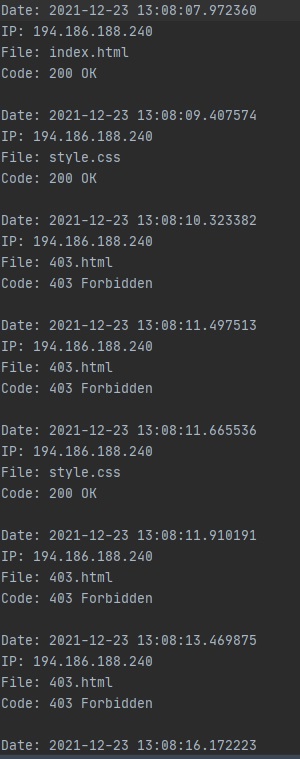 Date: 2021-12-23 13:08:07.972360
IP: 194.186.188.240
File: index.html
Code: 200 OK

Date: 2021-12-23 13:08:09.407574
IP: 194.186.188.240
File: style.css
Code: 200 OK

Date: 2021-12-23 13:08:10.323382
IP: 194.186.188.240
File: 403.html
Code: 403 Forbidden

Date: 2021-12-23 13:08:11.497513
IP: 194.186.188.240
File: 403.html
Code: 403 Forbidden

Date: 2021-12-23 13:08:11.665536
IP: 194.186.188.240
File: style.css
Code: 200 OK

Date: 2021-12-23 13:08:11.910191
IP: 194.186.188.240
File: 403.html
Code: 403 Forbidden

Date: 2021-12-23 13:08:13.469875
IP: 194.186.188.240
File: 403.html
Code: 403 Forbidden

Date: 2021-12-23 13:08:16.172223